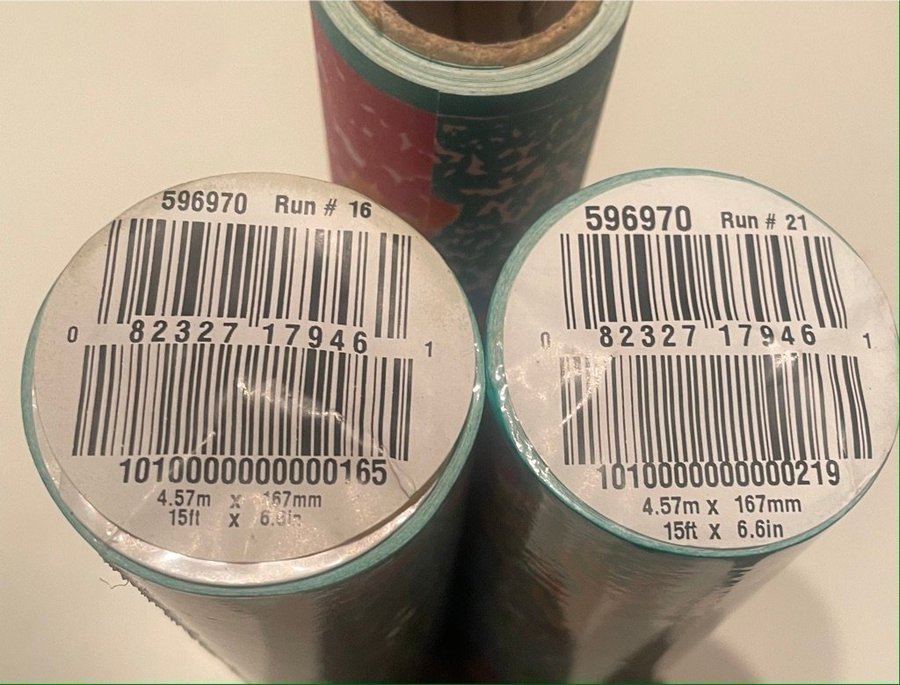 596970 Run # 16
0 82327 17946 1
1010000000000165
4.57m x 167mm
15ft x 6.6in
596970 Run # 21
0 82327 17946 1
1010000000000219
4.57m x 167mm
15ft x 6.6in